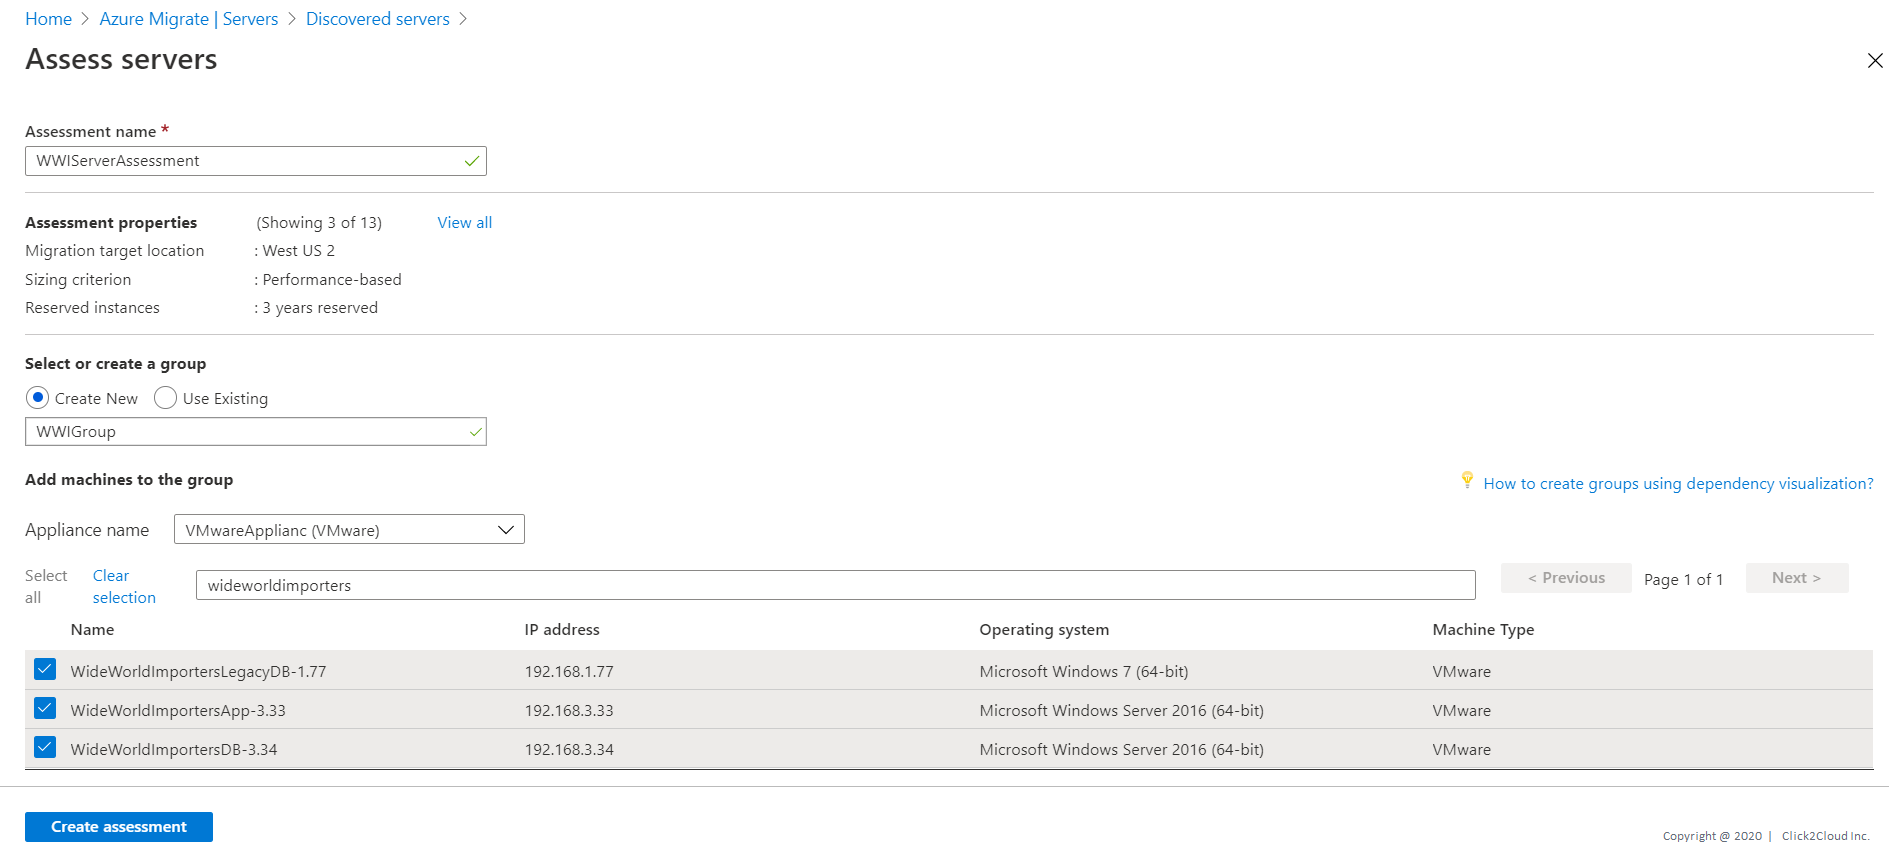 Home > Azure Migrate | Servers > Discovered servers >
Assess servers
Assessment name *
WWIServerAssessment
Assessment properties (Showing 3 of 13) View all
Migration target location : West US 2
Sizing criterion : Performance-based
Reserved instances : 3 years reserved
Select or create a group
Create New Use Existing
WWIGroup
Add machines to the group
How to create groups using dependency visualization?
Appliance name VMwareApplianc (VMware)
Select all Clear selection wideworldimporters < Previous Page 1 of 1 Next >
Name IP address Operating system Machine Type
WideWorldImportersLegacyDB-1.77 192.168.1.77 Microsoft Windows 7 (64-bit) VMware
WideWorldImportersApp-3.33 192.168.3.33 Microsoft Windows Server 2016 (64-bit) VMware
WideWorldImportersDB-3.34 192.168.3.34 Microsoft Windows Server 2016 (64-bit) VMware
Create assessment
Copyright @ 2020 | Click2Cloud Inc.